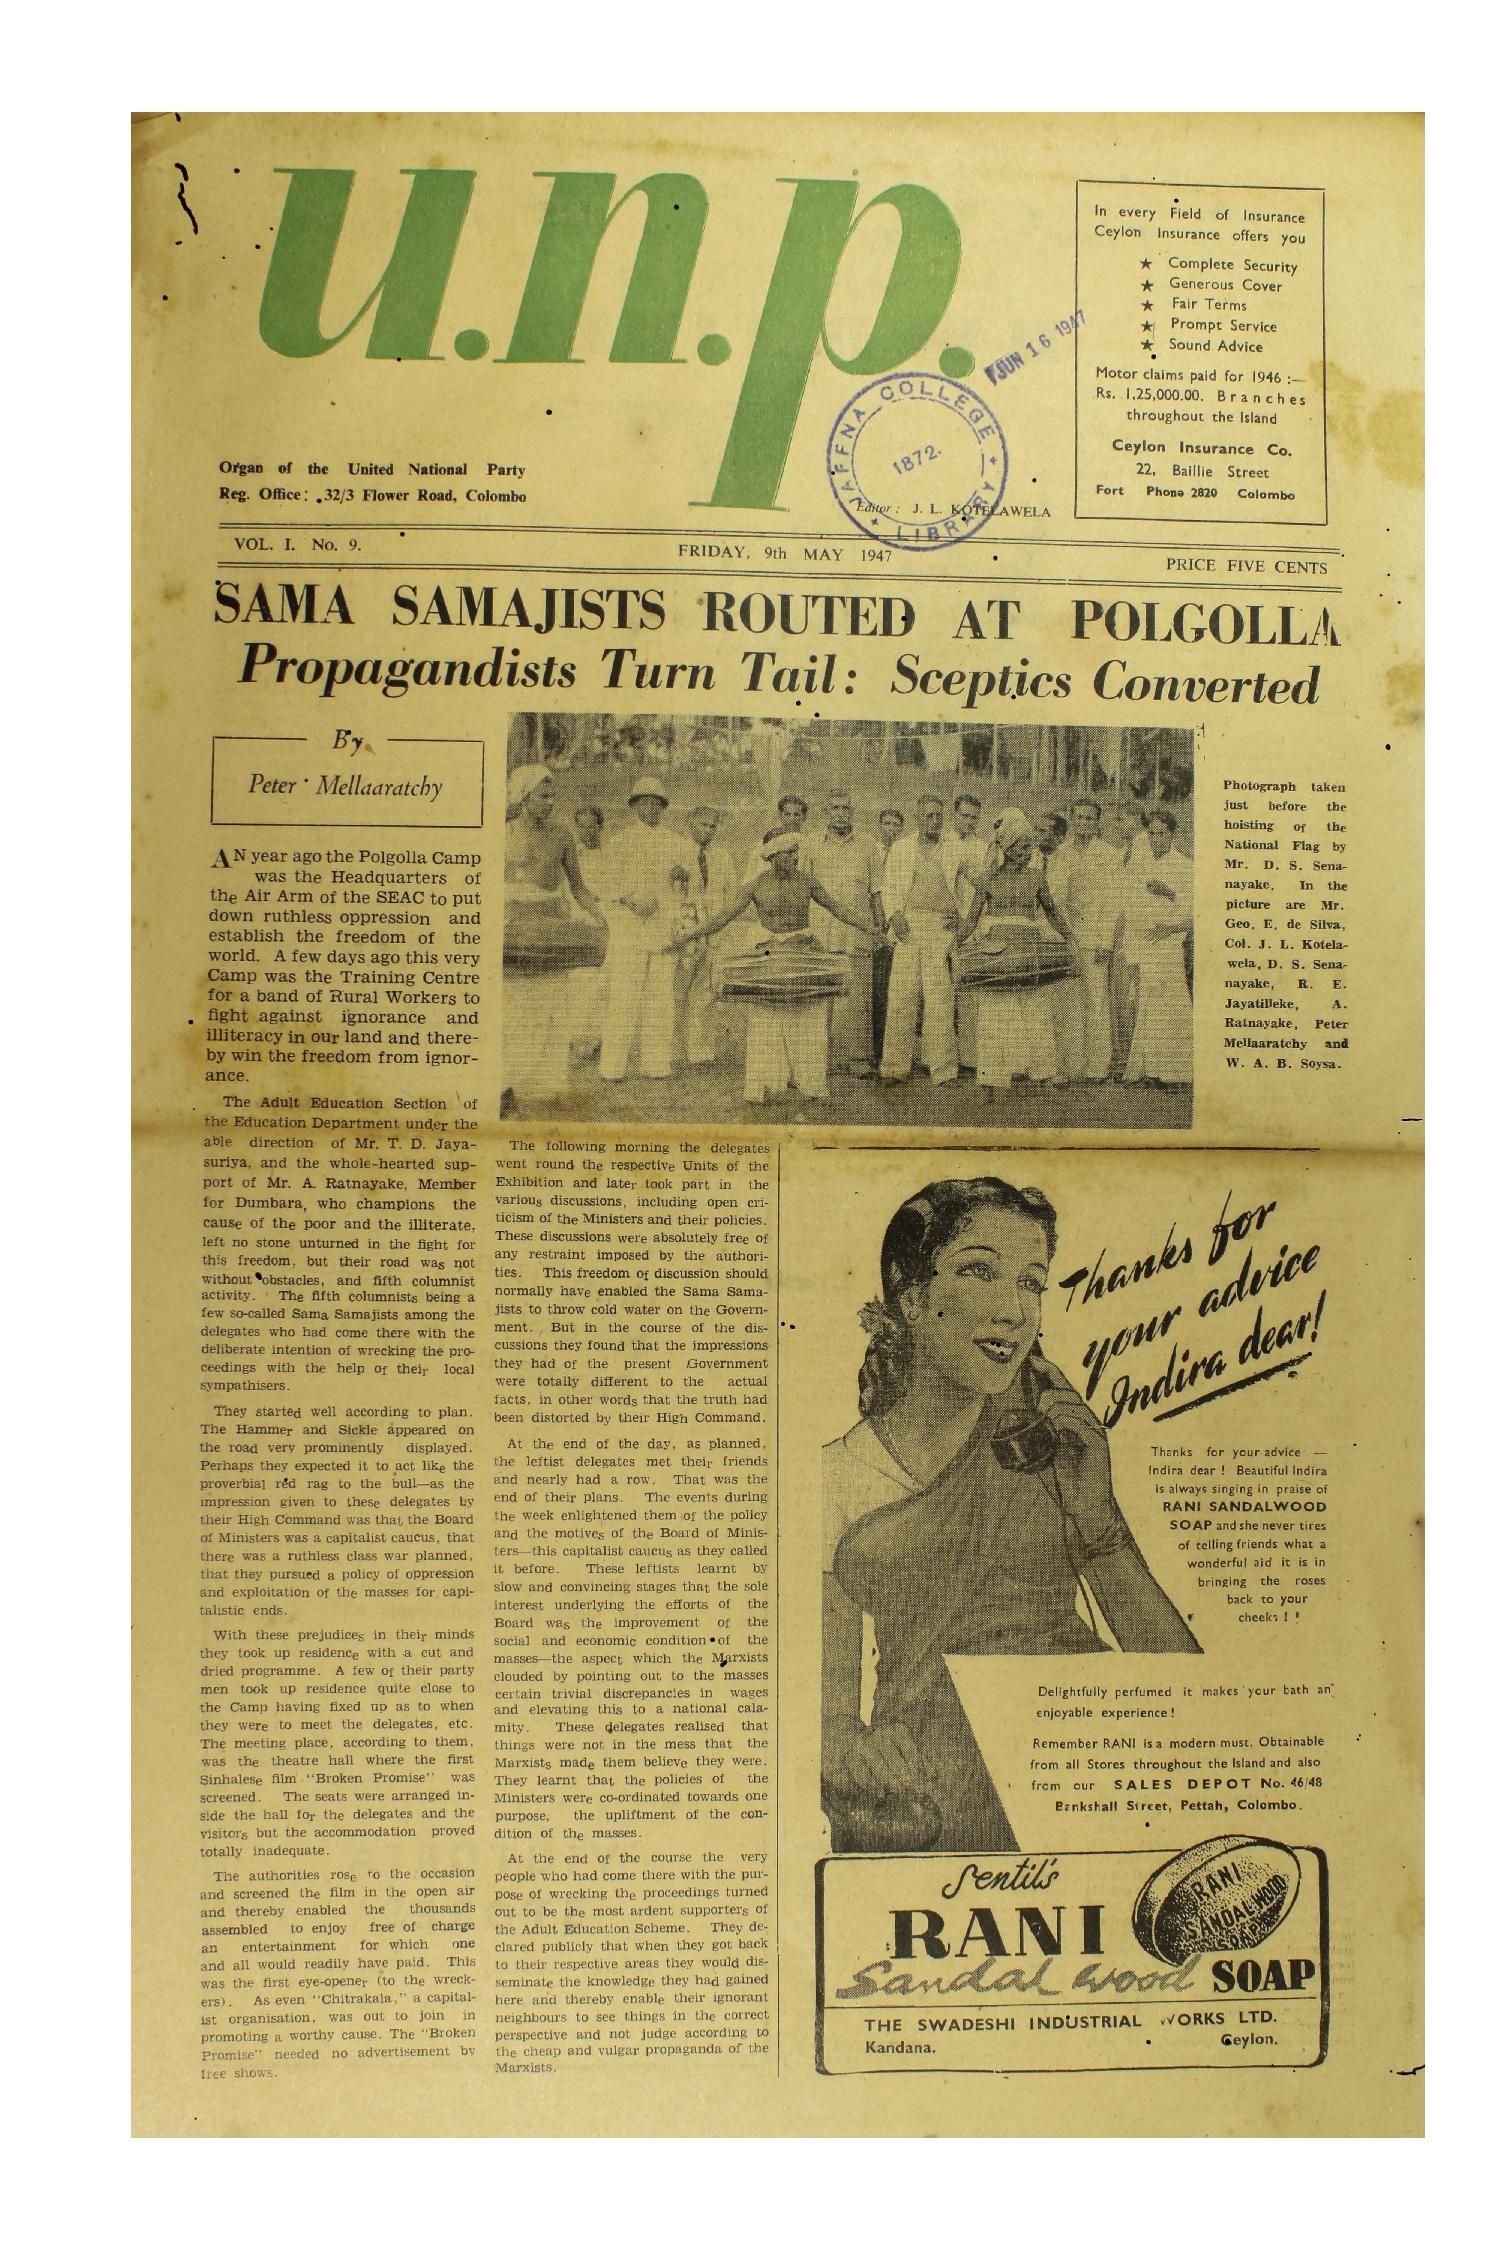 u.n.p.
Organ of the United National Party
Reg. Office: 32/3 Flower Road, Colombo
Editor: J. L. KOTELAWELA
JAFFNA COLLEGE
1872.
LIBRARY
JUN 16 1947
In every Field of Insurance
Ceylon Insurance offers you
★ Complete Security
★ Generous Cover
★ Fair Terms
★ Prompt Service
★ Sound Advice
Motor claims paid for 1946 :—
Rs. 1,25,000.00. Branches
throughout the Island
Ceylon Insurance Co.
22, Baillie Street
Fort Phone 2820 Colombo
VOL. I. No. 9.
FRIDAY, 9th MAY 1947
PRICE FIVE CENTS
SAMA SAMAJISTS ROUTED AT POLGOLLA
Propagandists Turn Tail: Sceptics Converted
By
Peter Mellaaratchy
AN year ago the Polgolla Camp
was the Headquarters of
the Air Arm of the SEAC to put
down ruthless oppression and
establish the freedom of the
world. A few days ago this very
Camp was the Training Centre
for a band of Rural Workers to
fight against ignorance and
illiteracy in our land and there-
by win the freedom from ignor-
ance.
The Adult Education Section of
the Education Department under the
able direction of Mr. T. D. Jaya-
suriya, and the whole-hearted sup-
port of Mr. A. Ratnayake, Member
for Dumbara, who champions the
cause of the poor and the illiterate,
left no stone unturned in the fight for
this freedom, but their road was not
without obstacles, and fifth columnist
activity. The fifth columnists being a
few so-called Sama Samajists among the
delegates who had come there with the
deliberate intention of wrecking the pro-
ceedings with the help of their local
sympathisers.
They started well according to plan.
The Hammer and Sickle appeared on
the road very prominently displayed.
Perhaps they expected it to act like the
proverbial red rag to the bull—as the
impression given to these delegates by
their High Command was that the Board
of Ministers was a capitalist caucus, that
there was a ruthless class war planned,
that they pursued a policy of oppression
and exploitation of the masses for capi-
talistic ends.
With these prejudices in their minds
they took up residence with a cut and
dried programme. A few of their party
men took up residence quite close to
the Camp having fixed up as to when
they were to meet the delegates, etc.
The meeting place, according to them,
was the theatre hall where the first
Sinhalese film "Broken Promise" was
screened. The seats were arranged in-
side the hall for the delegates and the
visitors but the accommodation proved
totally inadequate.
The authorities rose to the occasion
and screened the film in the open air
and thereby enabled the thousands
assembled to enjoy free of charge
an entertainment for which one
and all would readily have paid. This
was the first eye-opener (to the wreck-
ers). As even "Chitrakala," a capital-
ist organisation, was out to join in
promoting a worthy cause. The "Broken
Promise" needed no advertisement by
free shows.
Photograph taken
just before the
hoisting of the
National Flag by
Mr. D. S. Sena-
nayake. In the
picture are Mr.
Geo. E. de Silva,
Col. J. L. Kotela-
wela, D. S. Sena-
nayake, R. E.
Jayatilleke, A.
Ratnayake, Peter
Mellaaratchy and
W. A. B. Soysa.
The following morning the delegates
went round the respective Units of the
Exhibition and later took part in the
various discussions, including open cri-
ticism of the Ministers and their policies.
These discussions were absolutely free of
any restraint imposed by the authori-
ties. This freedom of discussion should
normally have enabled the Sama Sama-
jists to throw cold water on the Govern-
ment. But in the course of the dis-
cussions they found that the impressions
they had of the present Government
were totally different to the actual
facts, in other words that the truth had
been distorted by their High Command.
At the end of the day, as planned,
the leftist delegates met their friends
and nearly had a row. That was the
end of their plans. The events during
the week enlightened them of the policy
and the motives of the Board of Minis-
ters—this capitalist caucus as they called
it before. These leftists learnt by
slow and convincing stages that the sole
interest underlying the efforts of the
Board was the improvement of the
social and economic condition of the
masses—the aspect which the Marxists
clouded by pointing out to the masses
certain trivial discrepancies in wages
and elevating this to a national cala-
mity. These delegates realised that
things were not in the mess that the
Marxists made them believe they were.
They learnt that the policies of the
Ministers were co-ordinated towards one
purpose, the upliftment of the con-
dition of the masses.
At the end of the course the very
people who had come there with the pur-
pose of wrecking the proceedings turned
out to be the most ardent supporters of
the Adult Education Scheme. They de-
clared publicly that when they got back
to their respective areas they would dis-
seminate the knowledge they had gained
here and thereby enable their ignorant
neighbours to see things in the correct
perspective and not judge according to
the cheap and vulgar propaganda of the
Marxists.
Thanks for
your advice
Indira dear!
Thanks for your advice —
Indira dear ! Beautiful Indira
is always singing in praise of
RANI SANDALWOOD
SOAP and she never tires
of telling friends what a
wonderful aid it is in
bringing the roses
back to your
cheeks ! !
Delightfully perfumed it makes your bath an
enjoyable experience !
Remember RANI is a modern must. Obtainable
from all Stores throughout the Island and also
from our SALES DEPOT No. 46/48
Bankshall Street, Pettah, Colombo.
Sentil's
RANI
Sandal wood SOAP
RANI
SANDALWOOD
SOAP
THE SWADESHI INDUSTRIAL WORKS LTD.
Kandana. Ceylon.